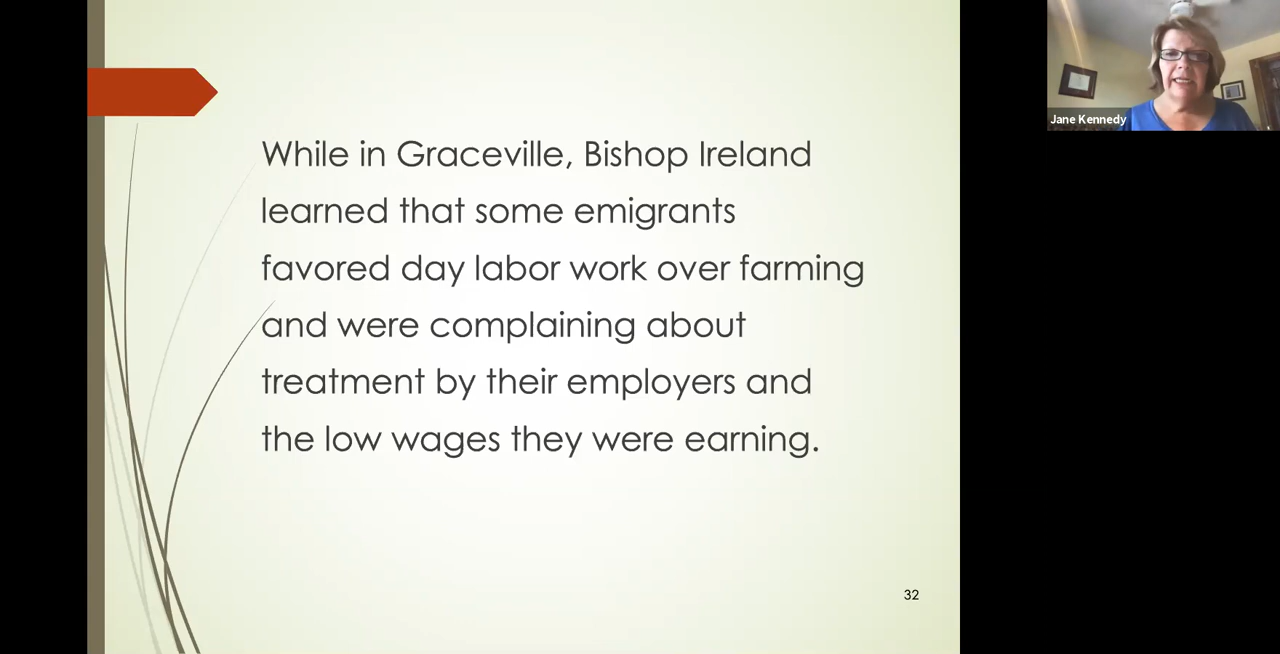 While in Graceville, Bishop Ireland
learned that some emigrants
favored day labor work over farming
and were complaining about
treatment by their employers and
the low wages they were earning.
32
Jane Kennedy